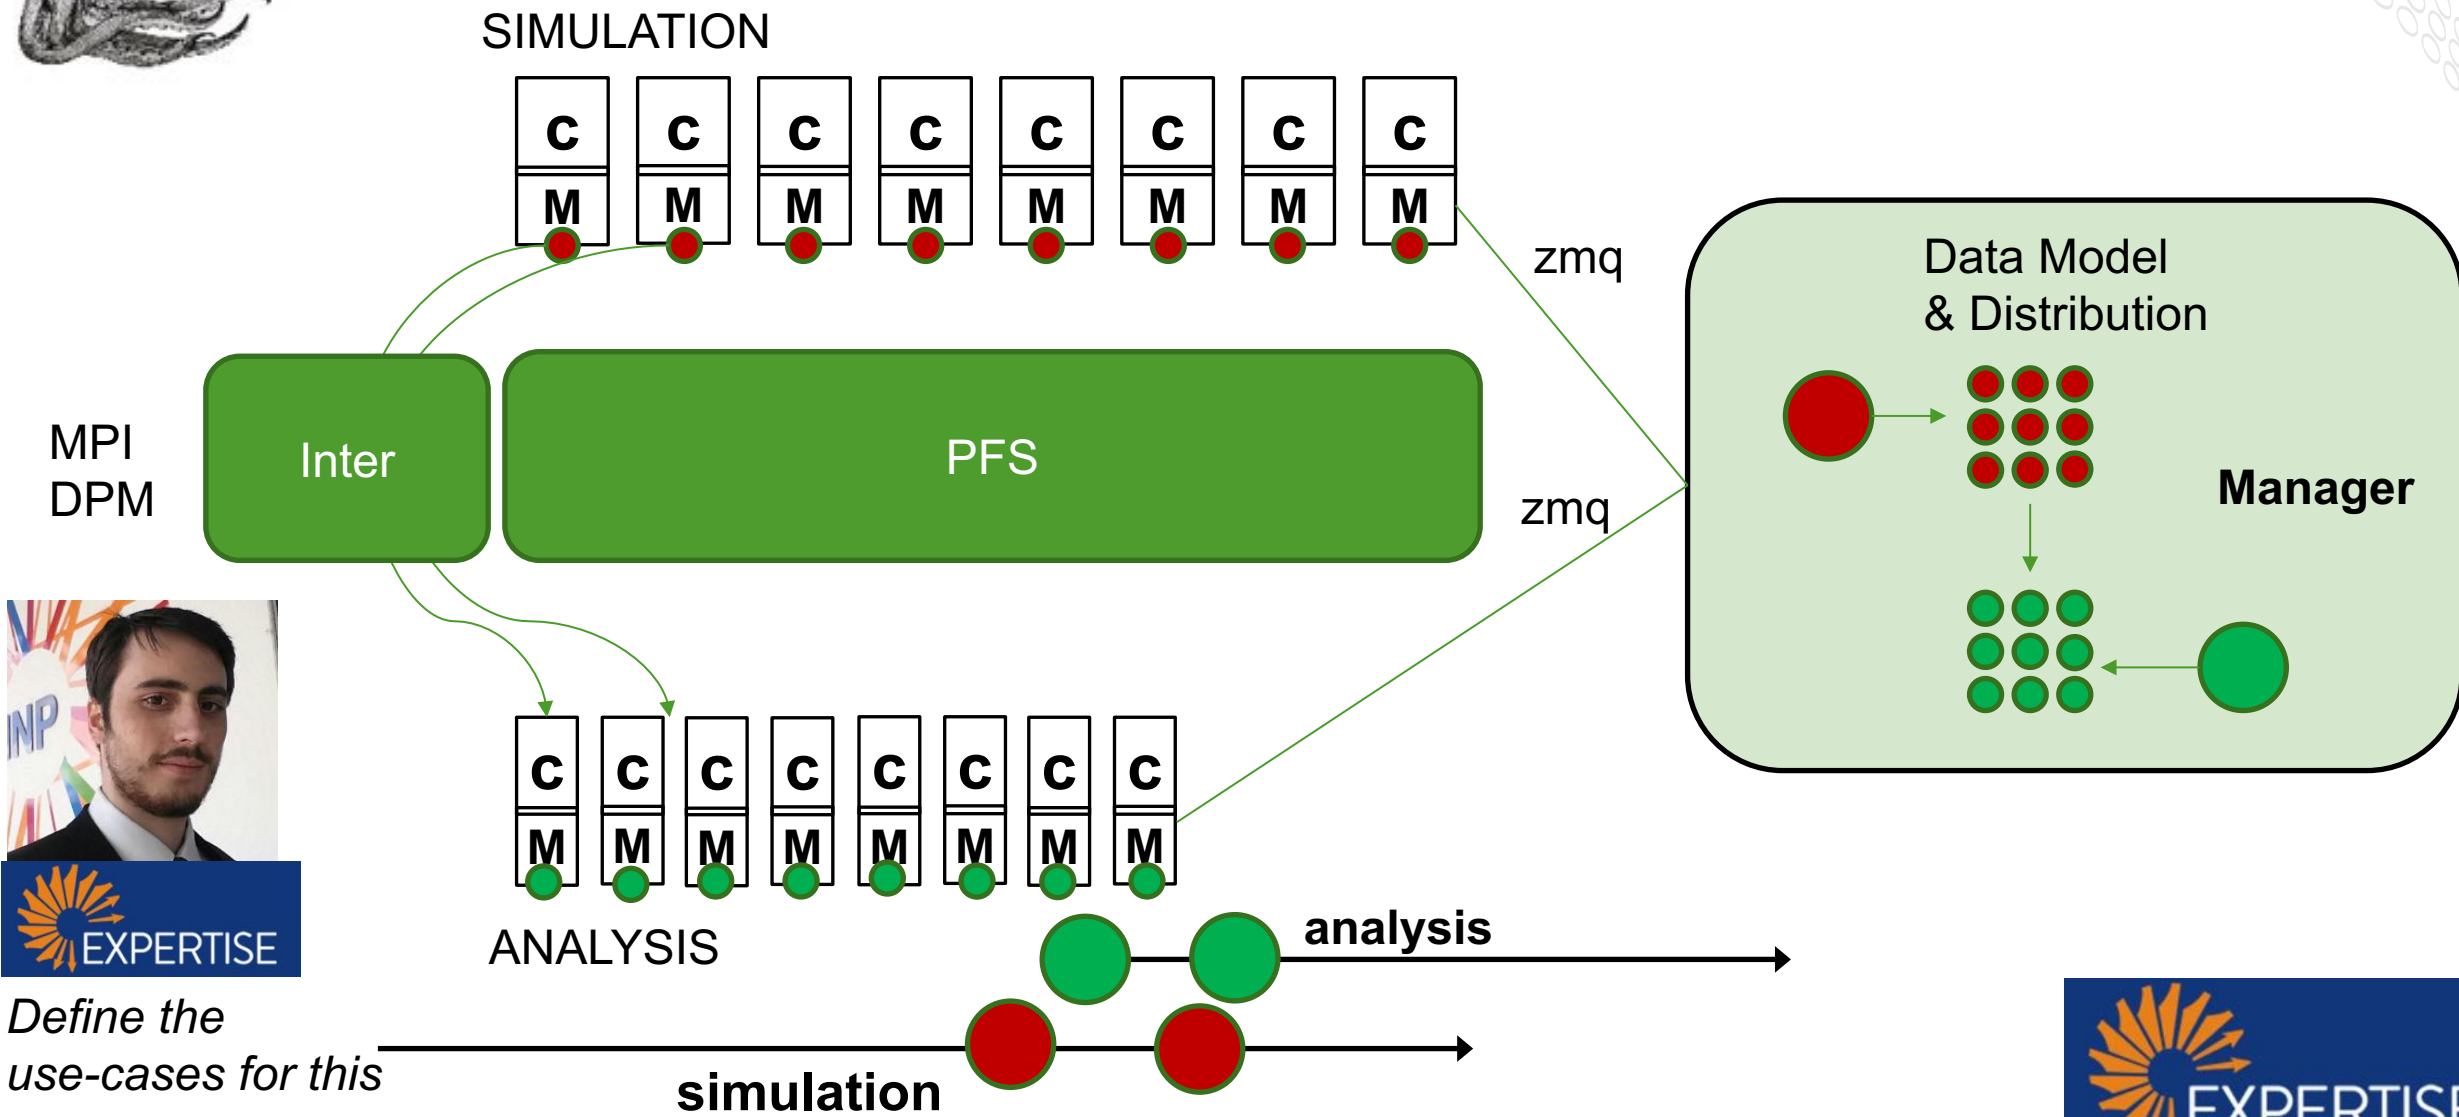 SIMULATION
C C C C C C C C
M M M M M M M M
zmq
Data Model
& Distribution
MPI
DPM
Inter
PFS
Manager
zmq
INP
C C C C C C C C
M M M M M M M M
EXPERTISE
ANALYSIS
analysis
Define the
use-cases for this
simulation
EXPERTISE